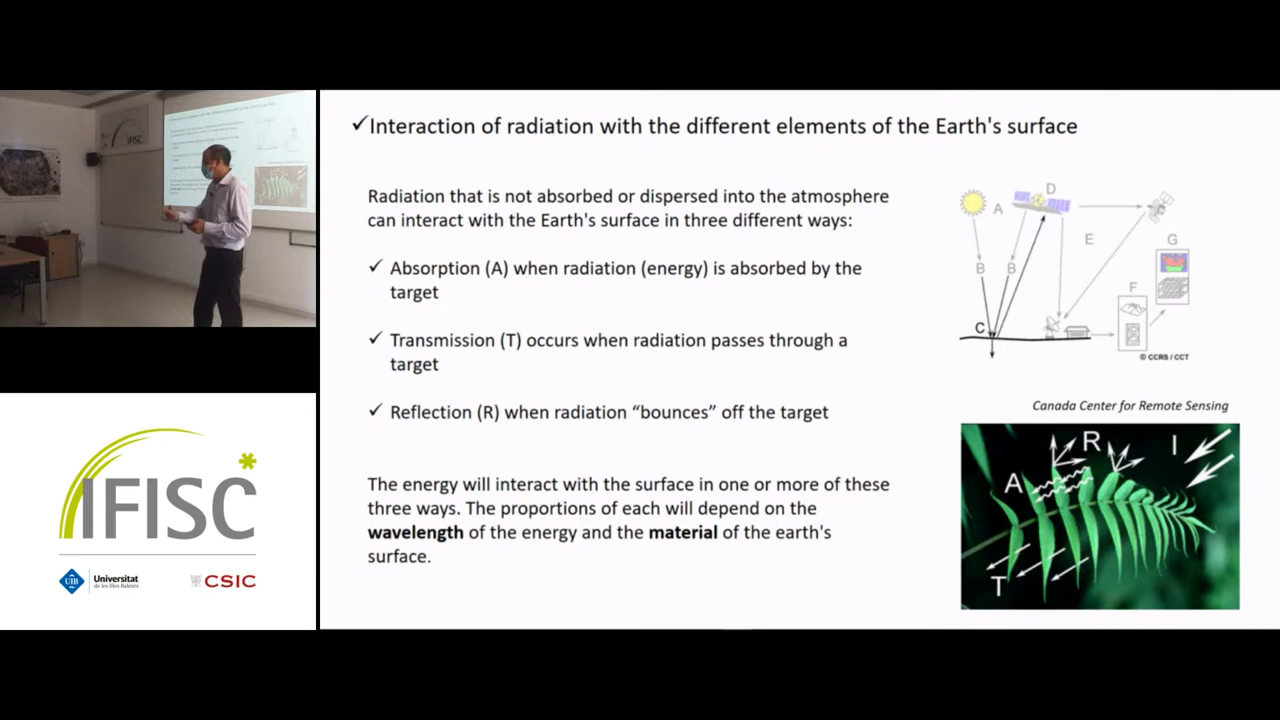 IFISC
✓Interaction of radiation with the different elements of the Earth's surface
Radiation that is not absorbed or dispersed into the atmosphere
can interact with the Earth's surface in three different ways:
✓ Absorption (A) when radiation (energy) is absorbed by the
target
✓ Transmission (T) occurs when radiation passes through a
target
✓ Reflection (R) when radiation “bounces” off the target
The energy will interact with the surface in one or more of these
three ways. The proportions of each will depend on the
wavelength of the energy and the material of the earth's
surface.
D
A
E
G
B
B
F
C
© CCRS / CCT
Canada Center for Remote Sensing
R
I
A
T
IFISC
UIB
Universitat
de les Illes Balears
CSIC